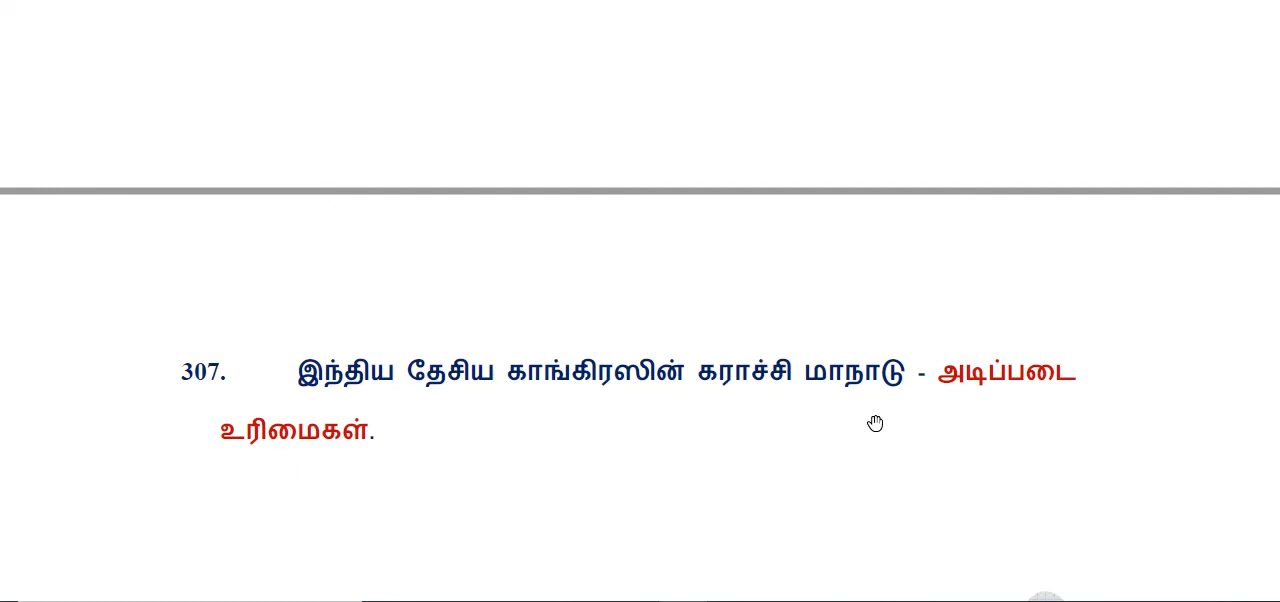 307. இந்திய தேசிய காங்கிரஸின் கராச்சி மாநாடு - அடிப்படை
உரிமைகள்.